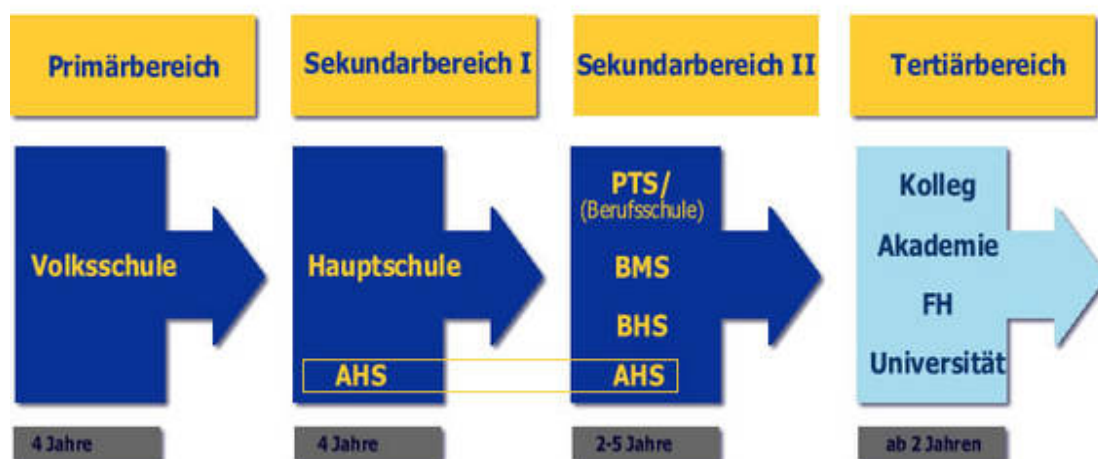 Primärbereich
Sekundarbereich I
Sekundarbereich II
Tertiärbereich
Volksschule
Hauptschule
AHS
PTS/
(Berufsschule)
BMS
BHS
AHS
Kolleg
Akademie
FH
Universität
4 Jahre
4 Jahre
2-5 Jahre
ab 2 Jahren